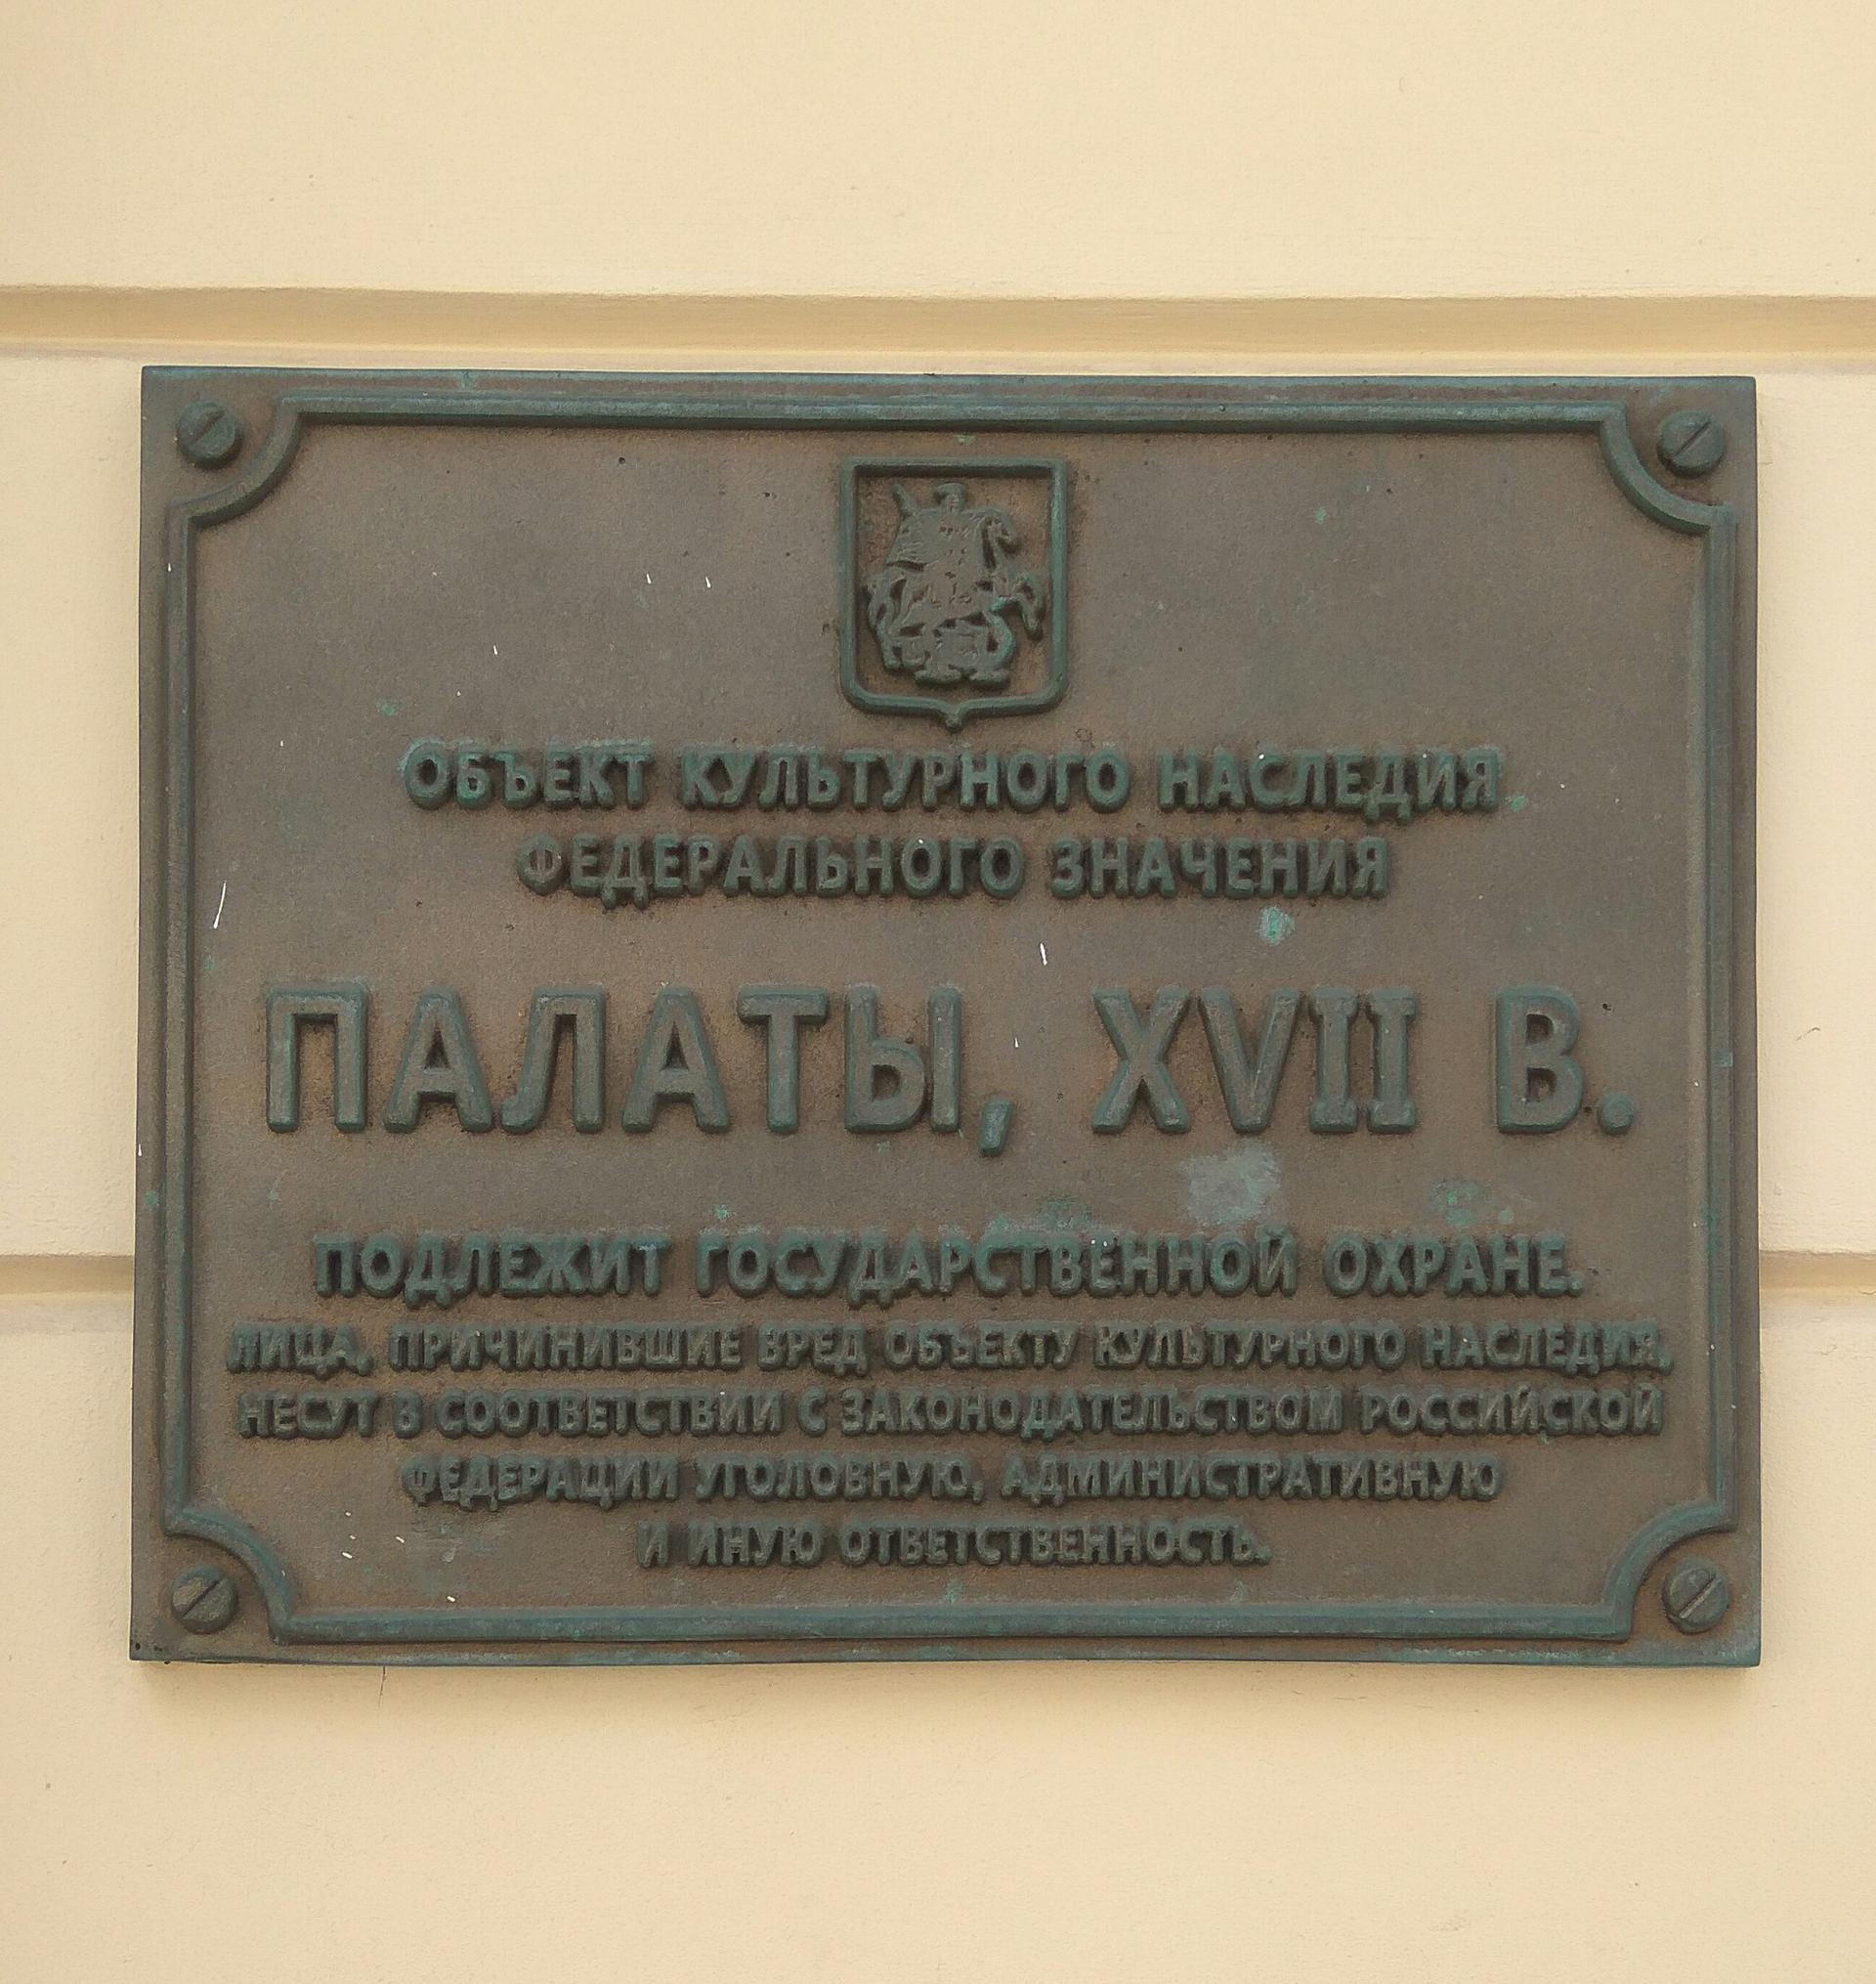 ОБЪЕКТ КУЛЬТУРНОГО НАСЛЕДИЯ
ФЕДЕРАЛЬНОГО ЗНАЧЕНИЯ
ПАЛАТЫ, XVII В.
ПОДЛЕЖИТ ГОСУДАРСТВЕННОЙ ОХРАНЕ.
ЛИЦА, ПРИЧИНИВШИЕ ВРЕД ОБЪЕКТУ КУЛЬТУРНОГО НАСЛЕДИЯ,
НЕСУТ В СООТВЕТСТВИИ С ЗАКОНОДАТЕЛЬСТВОМ РОССИЙСКОЙ
ФЕДЕРАЦИИ УГОЛОВНУЮ, АДМИНИСТРАТИВНУЮ
И ИНУЮ ОТВЕТСТВЕННОСТЬ.